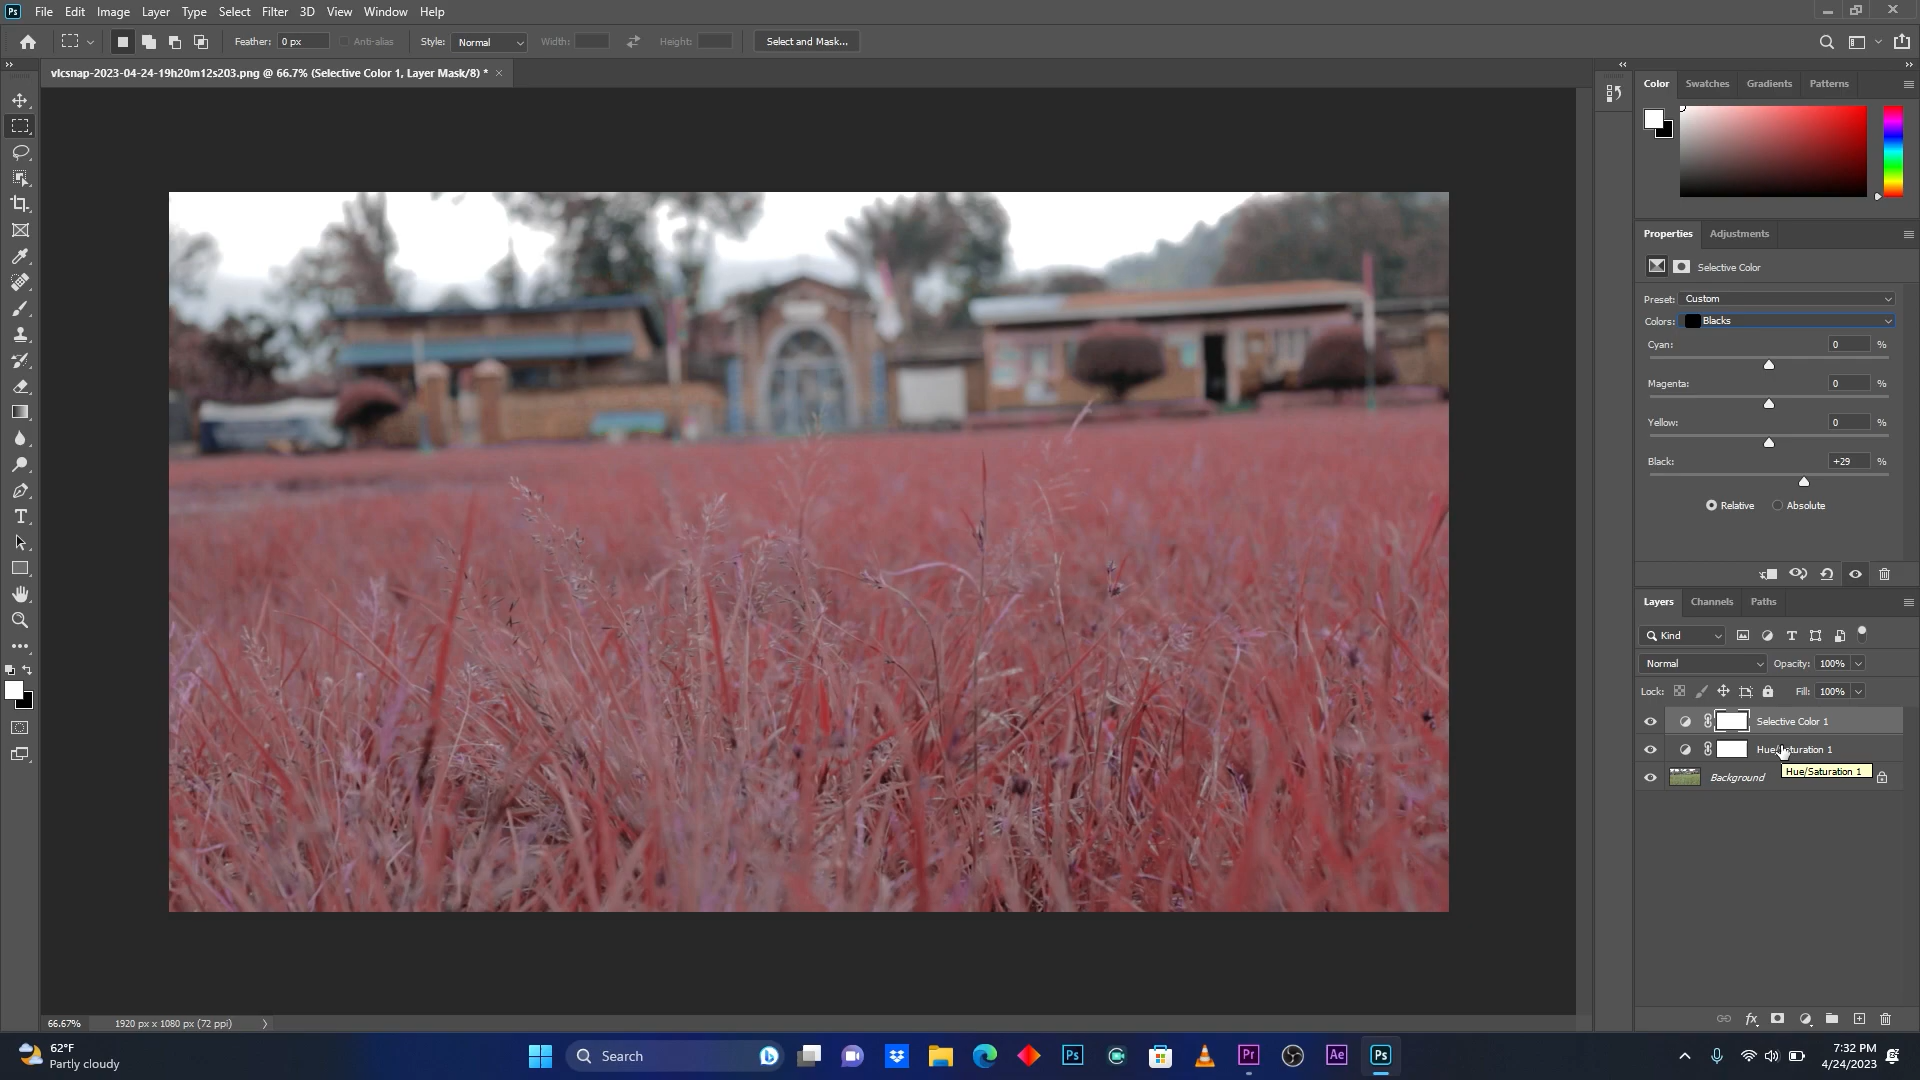 Ps File Edit Image Layer Type Select Filter 3D View Window Help
Feather: 0 px Anti-alias Style: Normal Width: Height: Select and Mask...
vlcsnap-2023-04-24-19h20m12s203.png @ 66.7% (Selective Color 1, Layer Mask/8) * ×
Color Swatches Gradients Patterns
Properties Adjustments
Selective Color
Preset: Custom
Colors: Blacks
Cyan: 0 %
Magenta: 0 %
Yellow: 0 %
Black: +29 %
Relative Absolute
Layers Channels Paths
Kind
Normal Opacity: 100%
Lock: Fill: 100%
Selective Color 1
Hue/Saturation 1
Hue/Saturation 1
Background
66.67% 1920 px x 1080 px (72 ppi)
62°F
Partly cloudy
Search
Ps
Pr
Ae
Ps
7:32 PM
4/24/2023